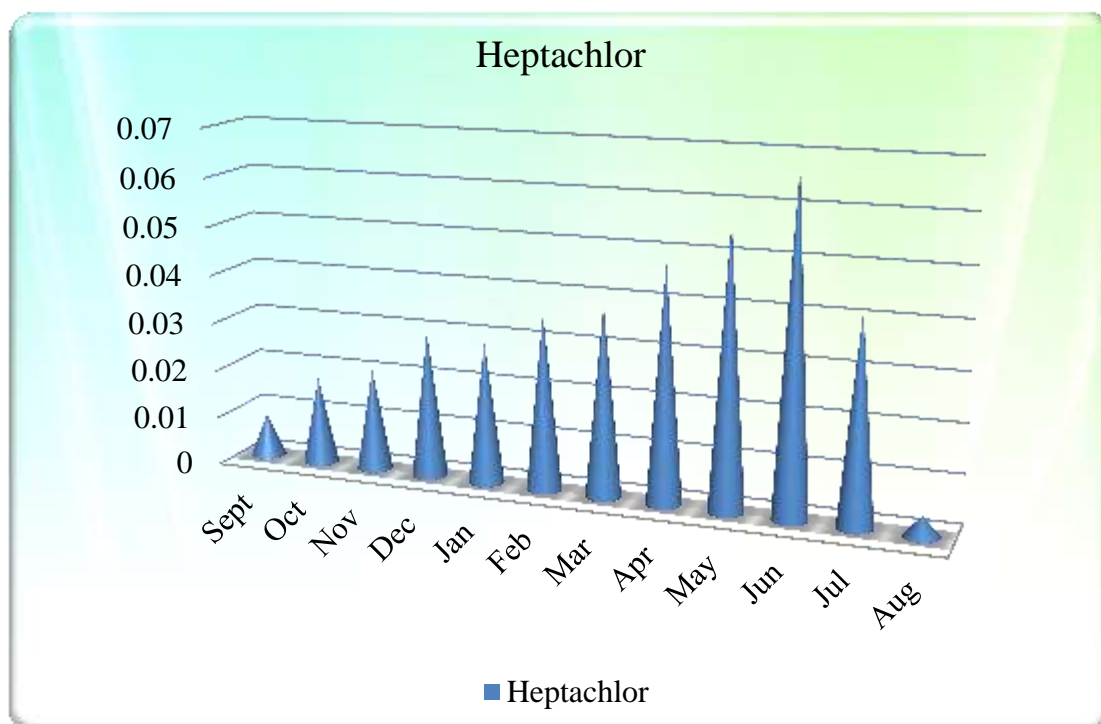 Heptachlor
0.07
0.06
0.05
0.04
0.03
0.02
0.01
0
Sept
Oct
Nov
Dec
Jan
Feb
Mar
Apr
May
Jun
Jul
Aug
Heptachlor